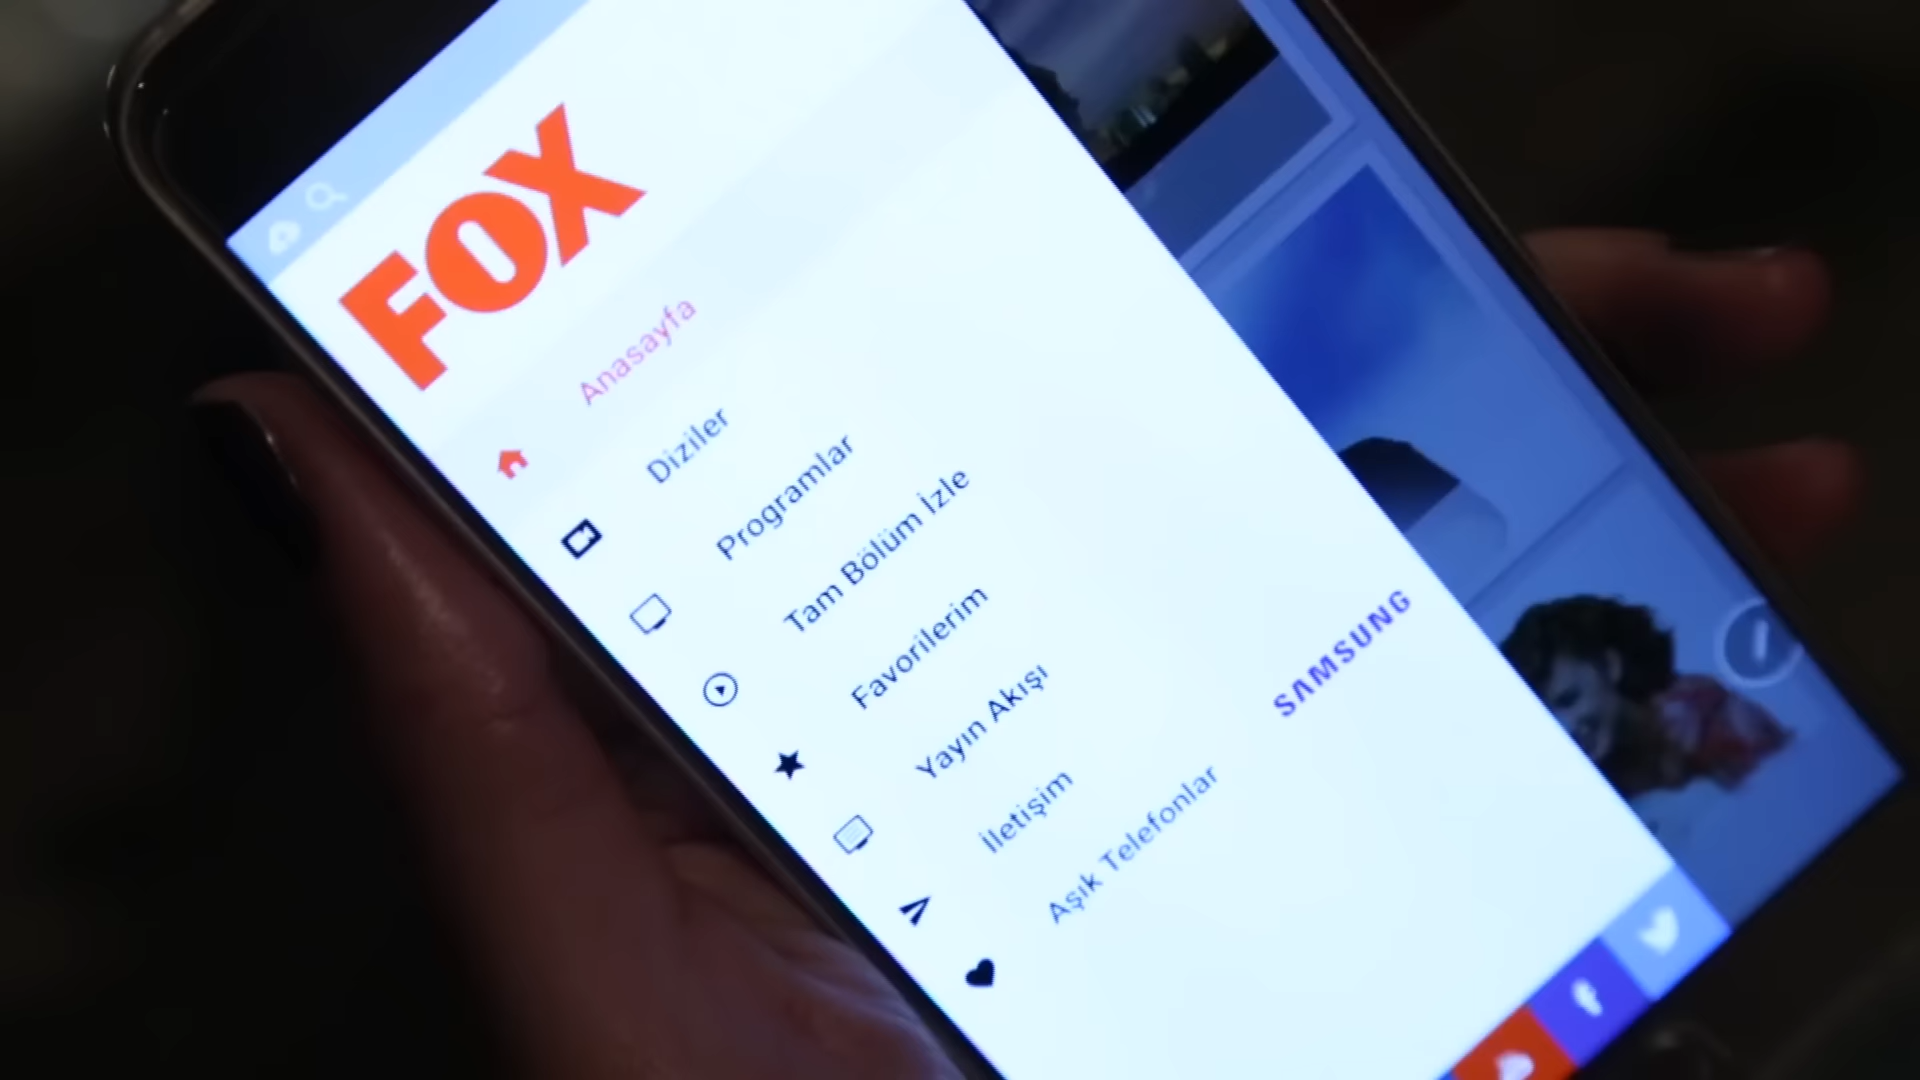 FOX
Anasayfa
Diziler
Programlar
Tam Bölüm İzle
Favorilerim
Yayın Akışı
İletişim
Aşık Telefonlar
SAMSUNG